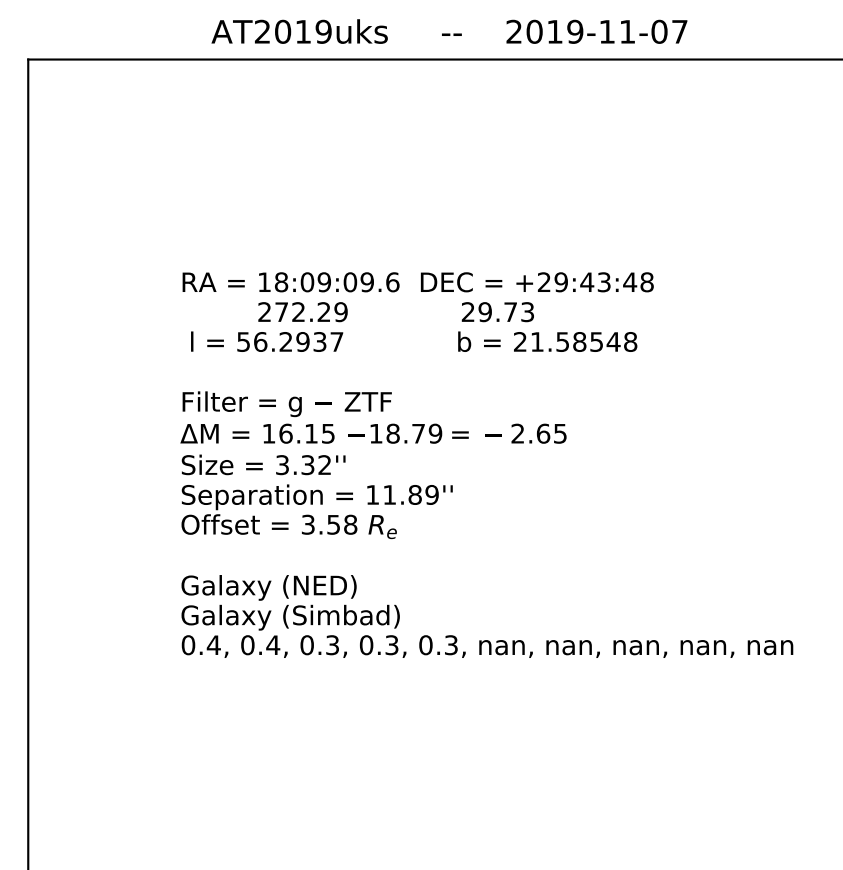 AT2019uks -- 2019-11-07
RA = 18:09:09.6 DEC = +29:43:48
272.29 29.73
l = 56.2937 b = 21.58548
Filter = g − ZTF
ΔM = 16.15 −18.79 = − 2.65
Size = 3.32''
Separation = 11.89''
Offset = 3.58 Re
Galaxy (NED)
Galaxy (Simbad)
0.4, 0.4, 0.3, 0.3, 0.3, nan, nan, nan, nan, nan